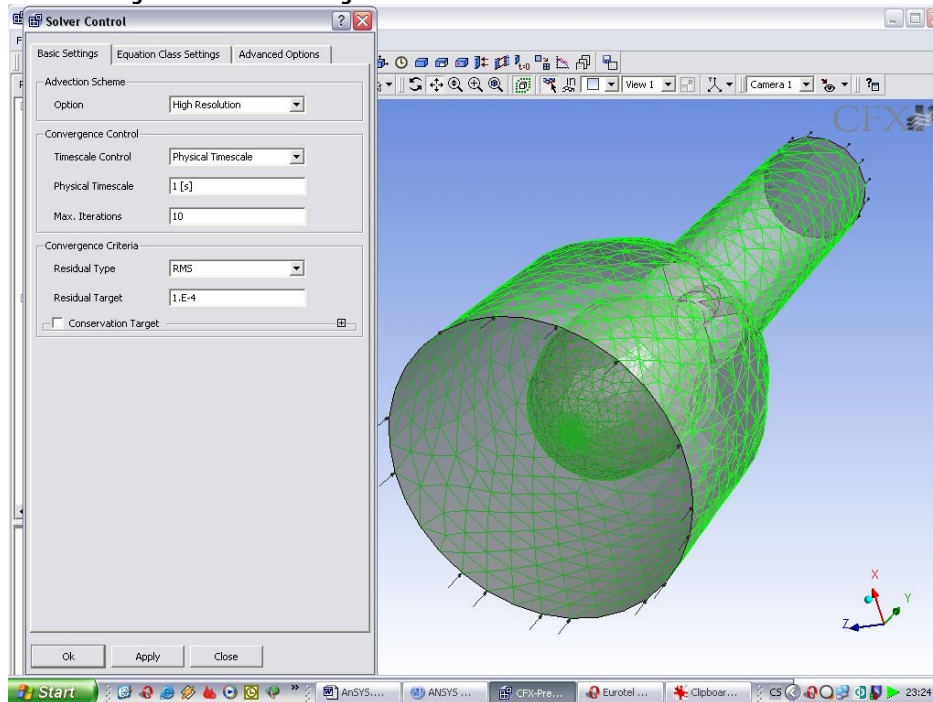 Solver Control
Basic Settings
Equation Class Settings
Advanced Options
Advection Scheme
Option
High Resolution
Convergence Control
Timescale Control
Physical Timescale
Physical Timescale
1 [s]
Max. Iterations
10
Convergence Criteria
Residual Type
RMS
Residual Target
1.E-4
Conservation Target
Ok
Apply
Close
View 1
Camera 1
CFX
X
Y
Z
Start
AnSYS....
ANSYS ...
CFX-Pre...
Eurotel ...
Clipboar...
CS
23:24